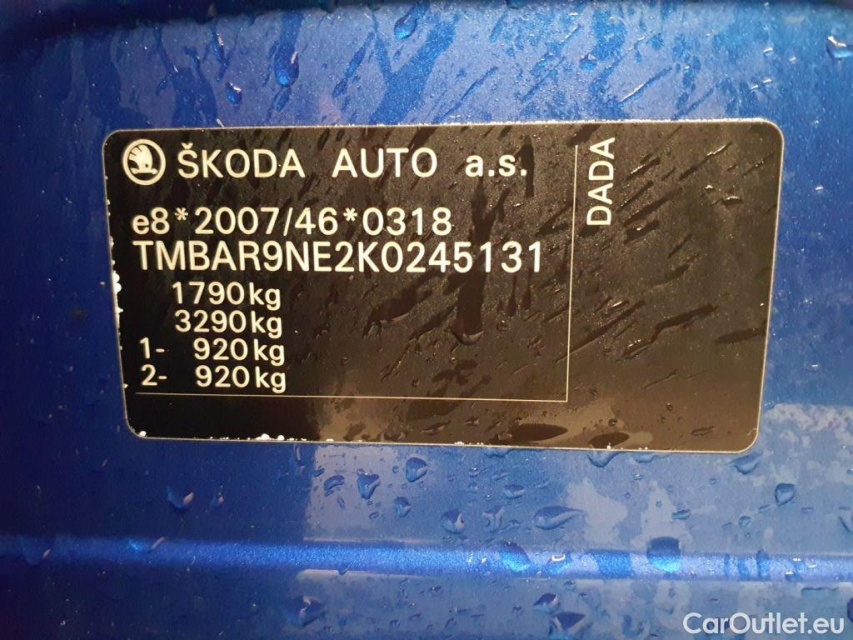 ŠKODA AUTO a.s.
e8*2007/46*0318
TMBAR9NE2K0245131
1790kg
3290kg
1- 920kg
2- 920kg
DADA
CarOutlet.eu